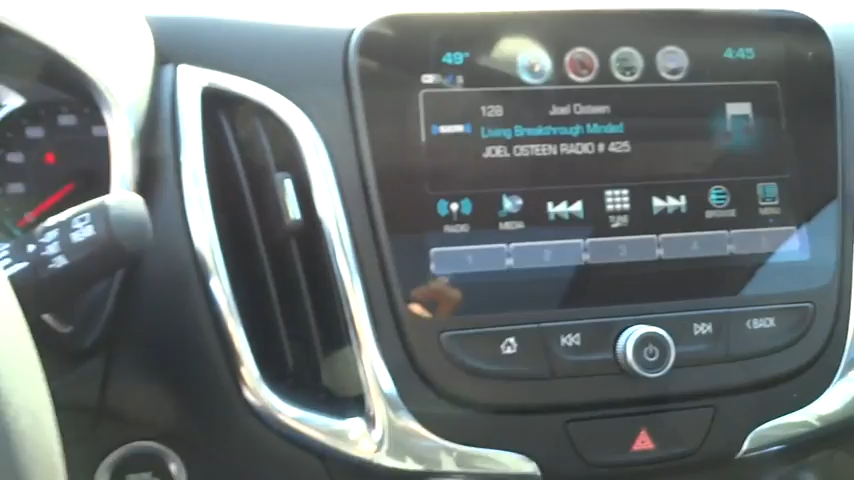 49°
4:45
128 Joel Osteen
Living Breakthrough Minded
JOEL OSTEEN RADIO # 425
RADIO MEDIA TUNE BROWSE MENU
1 2 3 4 5
BACK
REAR